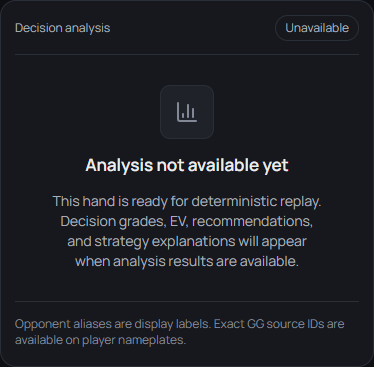 Decision analysis
Unavailable
Analysis not available yet
This hand is ready for deterministic replay.
Decision grades, EV, recommendations,
and strategy explanations will appear
when analysis results are available.
Opponent aliases are display labels. Exact GG source IDs are
available on player nameplates.